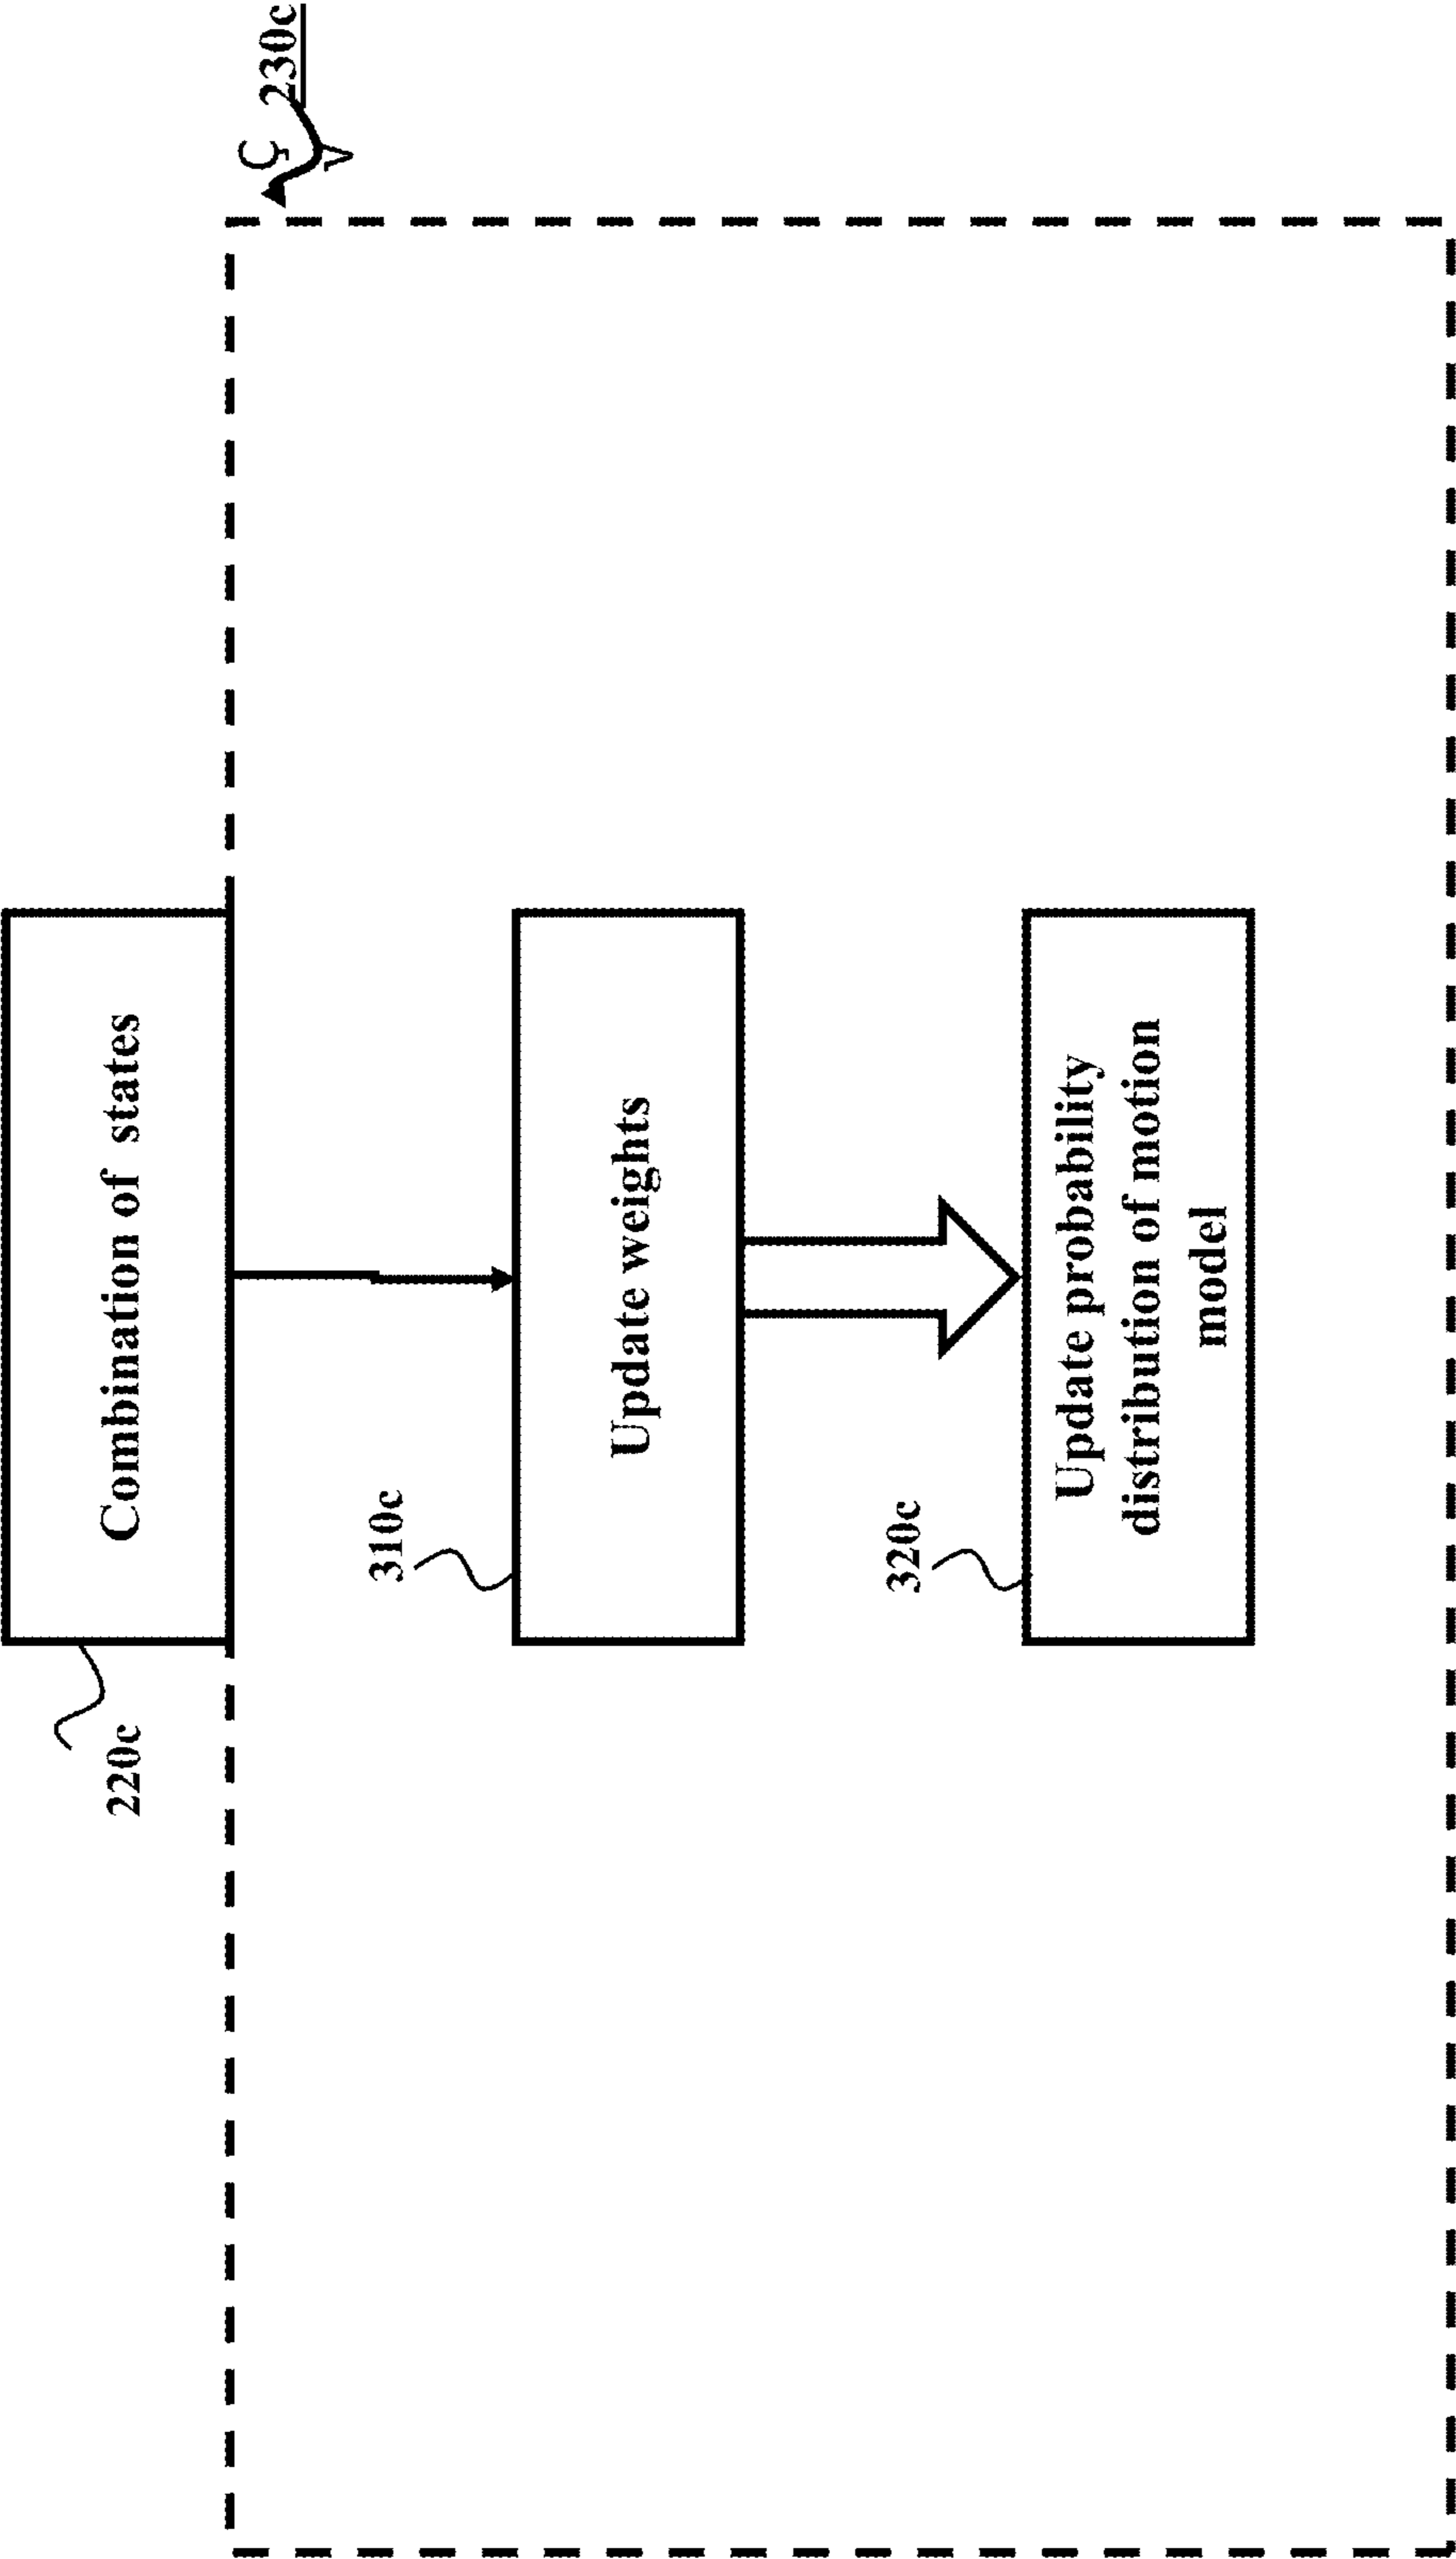 230c
220c
Combination of states
310c
Update weights
320c
Update probability
distribution of motion
model